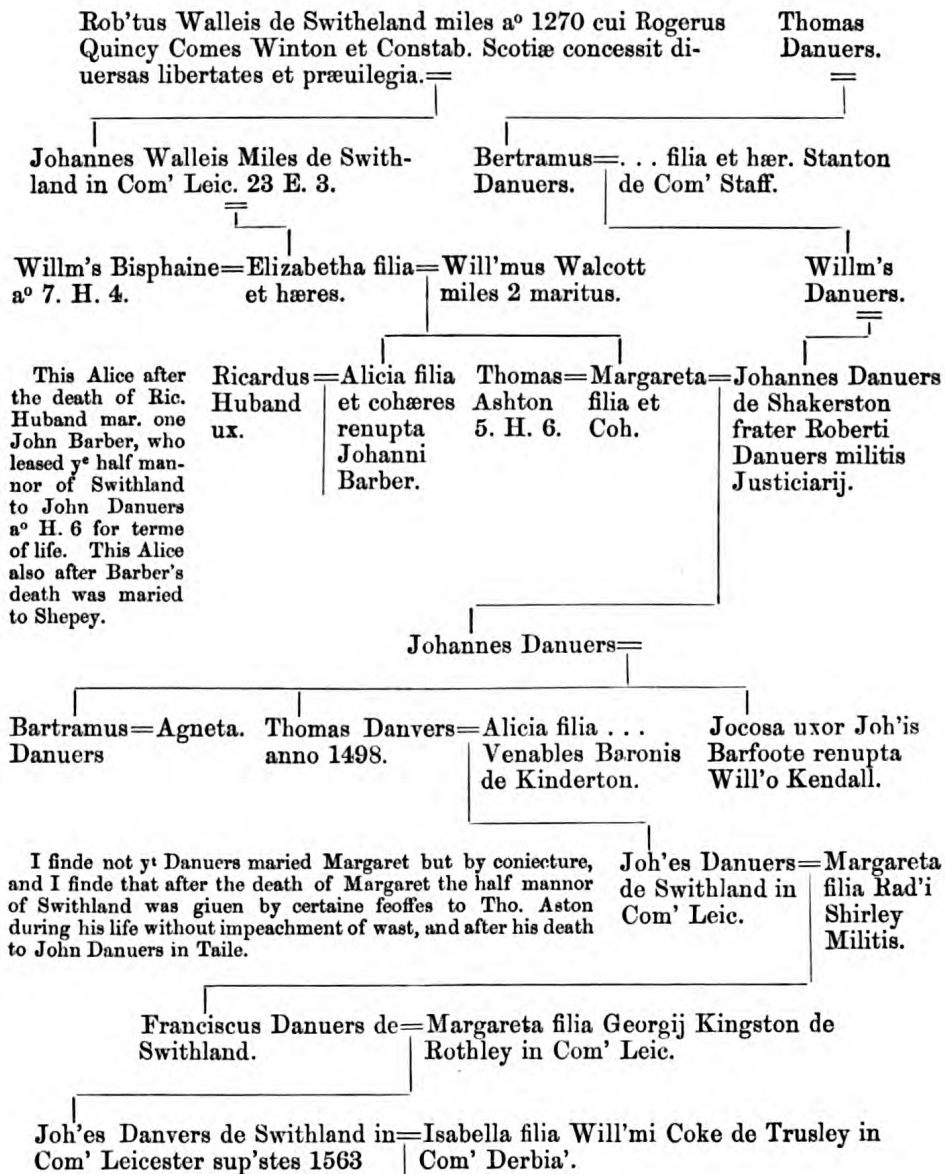 Rob'tus Walleis de Switheland miles aº 1270 cui Rogerus
Quincy Comes Winton et Constab. Scotiæ concessit di-
uersas libertates et præuilegia.=
Thomas
Danuers.
=
Johannes Walleis Miles de Swith-
land in Com' Leic. 23 E. 3.
=
Bertramus=. . . filia et hær. Stanton
Danuers. de Com' Staff.
Willm's Bisphaine=Elizabetha filia=Will'mus Walcott
aº 7. H. 4. et hæres. miles 2 maritus.
Willm's
Danuers.
=
This Alice after
the death of Ric.
Huband mar. one
John Barber, who
leased yᵉ half man-
nor of Swithland
to John Danuers
aº H. 6 for terme
of life. This Alice
also after Barber's
death was maried
to Shepey.
Ricardus=Alicia filia
Huband et cohæres
ux. renupta
Johanni
Barber.
Thomas=Margareta=Johannes Danuers
Ashton filia et de Shakerston
5. H. 6. Coh. frater Roberti
Danuers militis
Justiciarij.
Johannes Danuers=
Bartramus=Agneta.
Danuers
Thomas Danvers=Alicia filia . . .
anno 1498. Venables Baronis
de Kinderton.
Jocosa uxor Joh'is
Barfoote renupta
Will'o Kendall.
I finde not yᵗ Danuers maried Margaret but by coniecture,
and I finde that after the death of Margaret the half mannor
of Swithland was giuen by certaine feoffes to Tho. Aston
during his life without impeachment of wast, and after his death
to John Danuers in Taile.
Joh'es Danuers=Margareta
de Swithland in filia Rad'i
Com' Leic. Shirley
Militis.
Franciscus Danuers de=Margareta filia Georgij Kingston de
Swithland. Rothley in Com' Leic.
Joh'es Danvers de Swithland in=Isabella filia Will'mi Coke de Trusley in
Com' Leicester sup'stes 1563 Com' Derbia'.